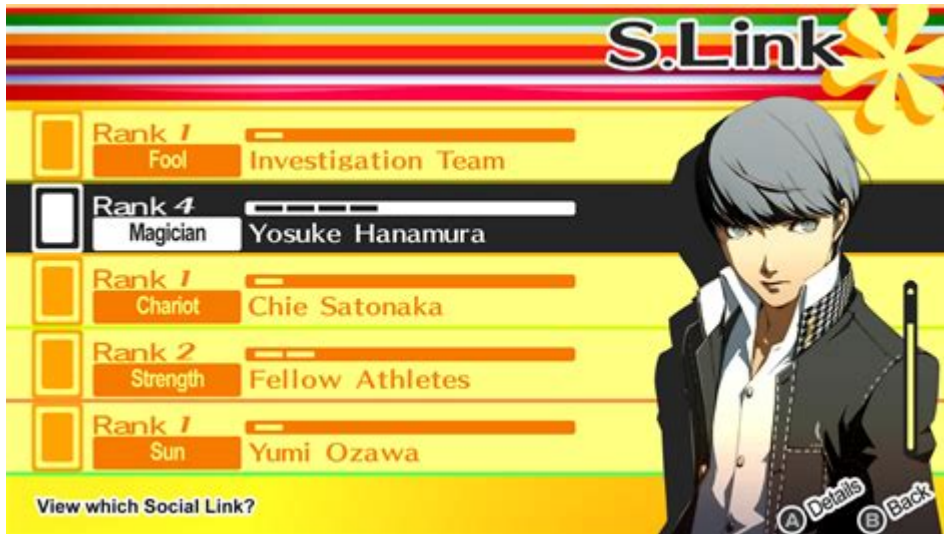 S.Link
Rank 1
Fool Investigation Team
Rank 4
Magician Yosuke Hanamura
Rank 1
Chariot Chie Satonaka
Rank 2
Strength Fellow Athletes
Rank 1
Sun Yumi Ozawa
View which Social Link?
A Details B Back